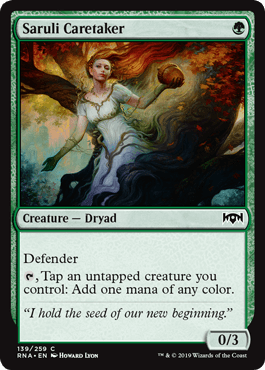 Saruli Caretaker
Creature — Dryad
Defender
, Tap an untapped creature you
control: Add one mana of any color.
“I hold the seed of our new beginning.”
0/3
139/259 C
RNA • EN Howard Lyon
™ & © 2019 Wizards of the Coast